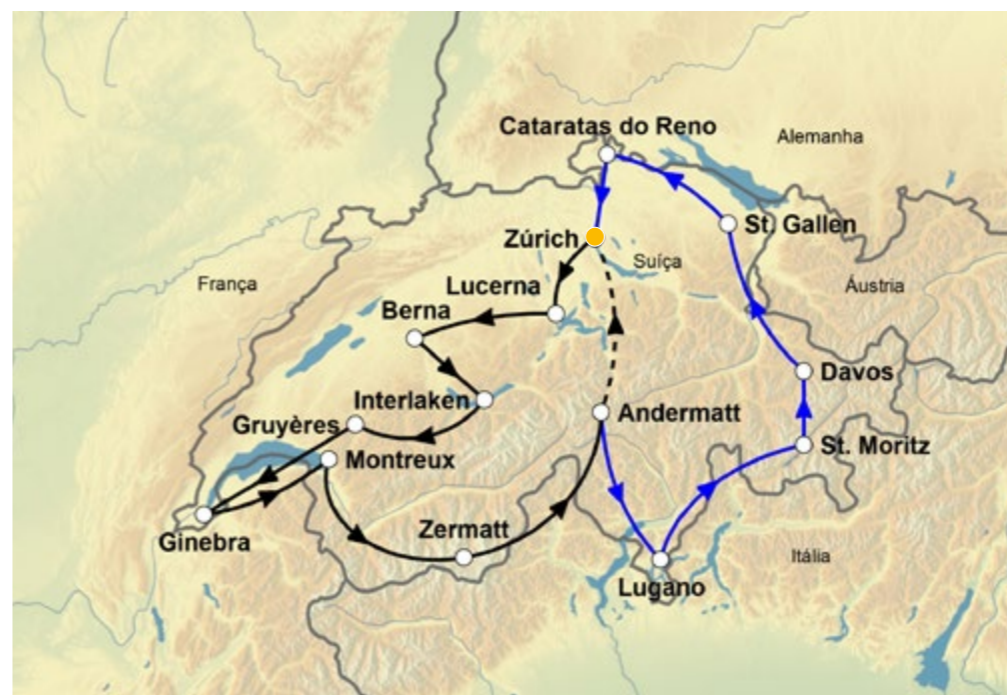 Cataratas do Reno
Alemanha
St. Gallen
Zúrich
Suíça
França
Lucerna
Áustria
Berna
Davos
Interlaken
Andermatt
Gruyères
St. Moritz
Montreux
Zermatt
Ginebra
Itália
Lugano